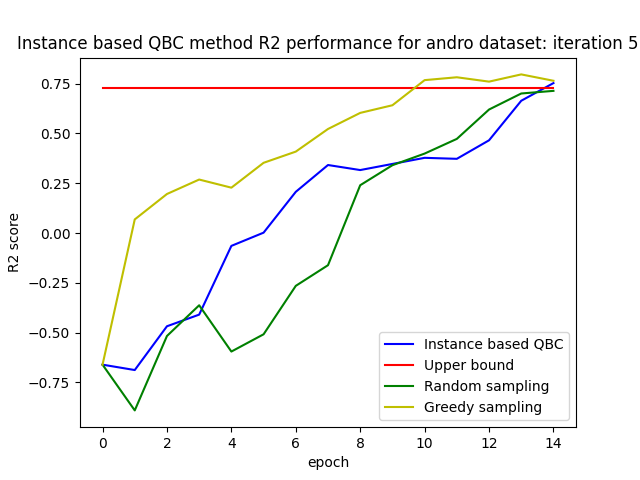 Instance based QBC method R2 performance for andro dataset: iteration 5
0.75
0.50
0.25
0.00
−0.25
−0.50
−0.75
R2 score
0 2 4 6 8 10 12 14
epoch
Instance based QBC
Upper bound
Random sampling
Greedy sampling